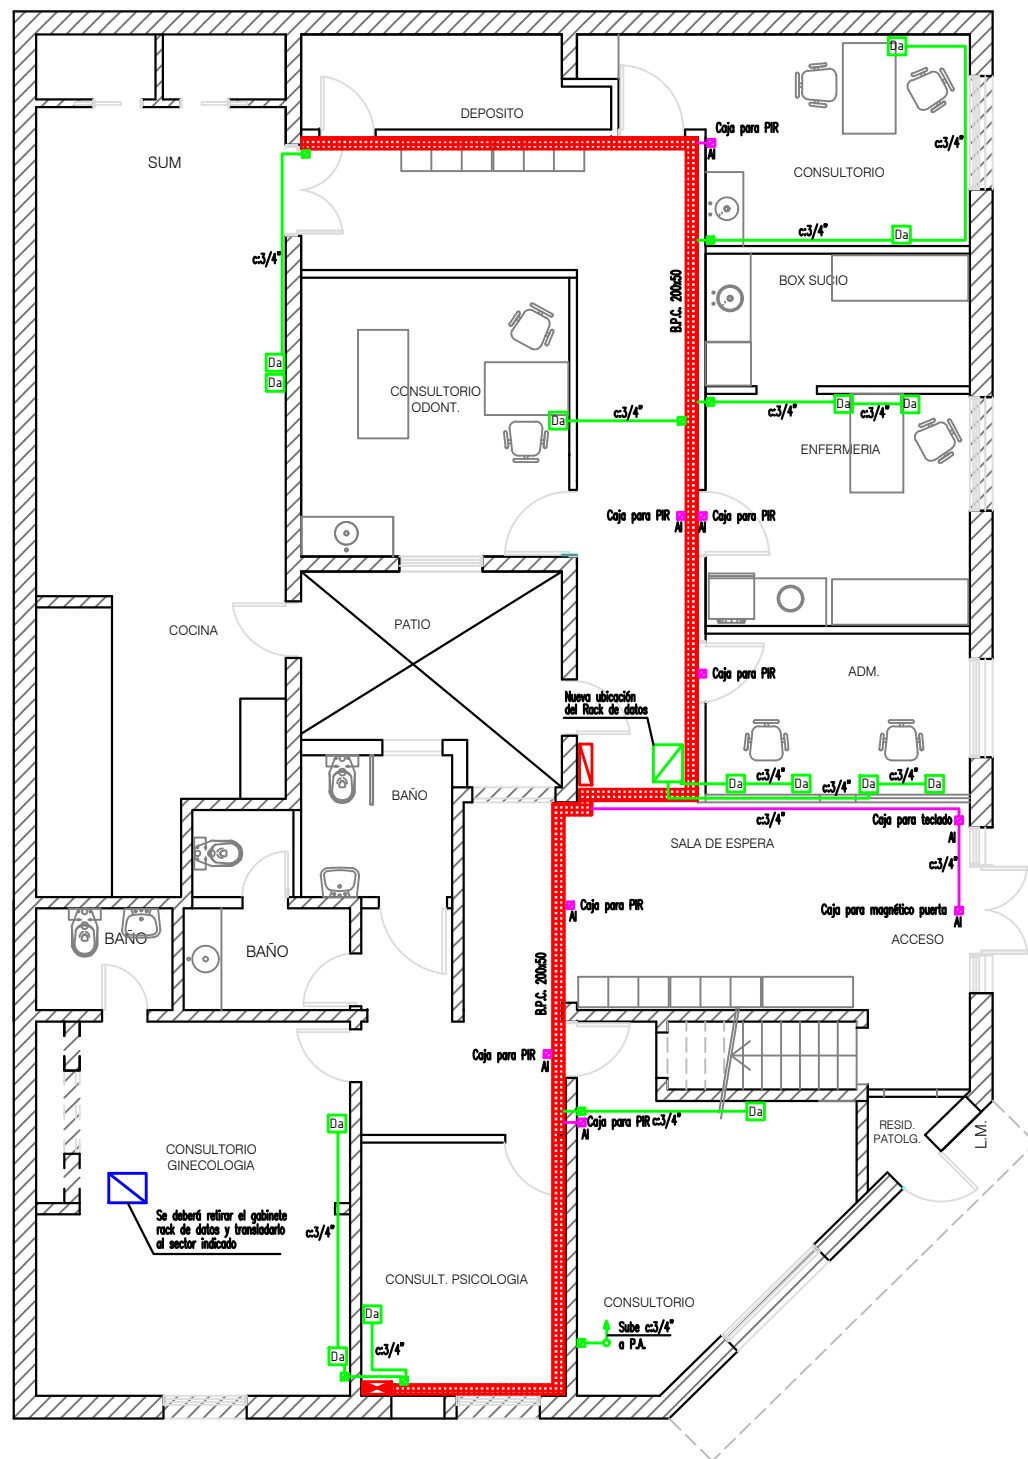 Da
Caja para PIR
AI
DEPOSITO
c:3/4"
SUM
CONSULTORIO
c:3/4"
Da
c:3/4"
BOX SUCIO
B.P.C. 200x50
Da
Da
CONSULTORIO
ODONT.
Da
c:3/4"
c:3/4"
Da
c:3/4"
Da
ENFERMERIA
Caja para PIR
AI
Caja para PIR
AI
COCINA
PATIO
ADM.
Caja para PIR
Nueva ubicación
del Rack de datos
Da
c:3/4"
Da
c:3/4"
Da
c:3/4"
Da
BAÑO
c:3/4"
Caja para teclado
AI
SALA DE ESPERA
c:3/4"
Caja para PIR
AI
Caja para magnético puerta
AI
ACCESO
BAÑO
BAÑO
B.P.C. 200x50
Caja para PIR
AI
Da
Da
Caja para PIR
c:3/4"
AI
RESID.
PATOLG.
L.M.
CONSULTORIO
GINECOLOGIA
Se deberá retirar el gabinete
rack de datos y transladarlo
al sector indicado
c:3/4"
CONSULT. PSICOLOGIA
CONSULTORIO
Da
Sube c:3/4"
a P.A.
c:3/4"
Da